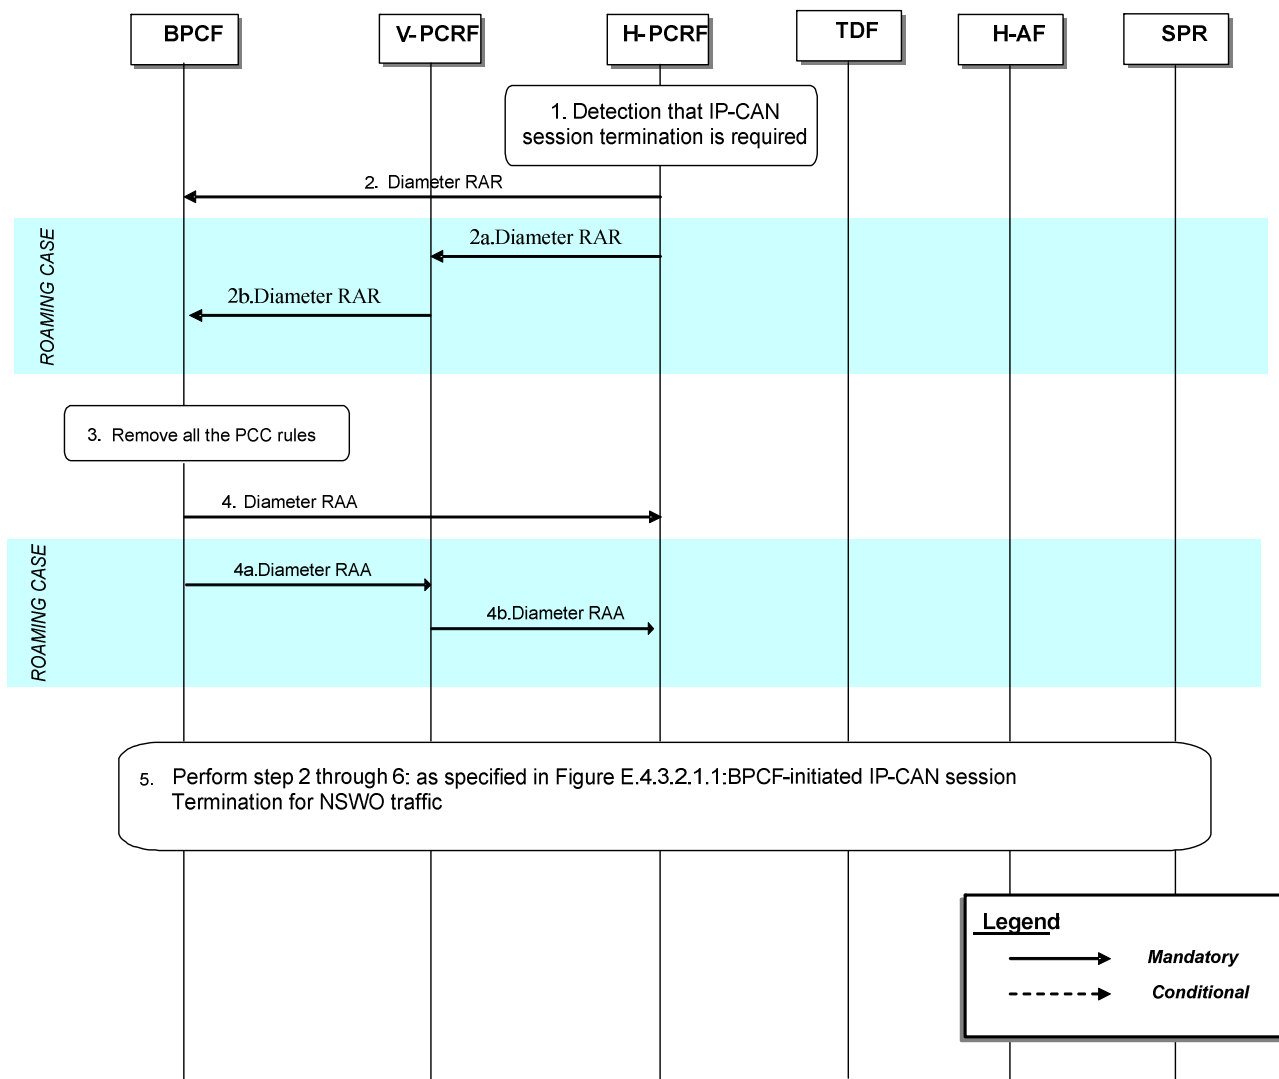 BPCF
V-PCRF
H-PCRF
TDF
H-AF
SPR
1. Detection that IP-CAN
session termination is required
2. Diameter RAR
ROAMING CASE
2a.Diameter RAR
2b.Diameter RAR
3. Remove all the PCC rules
4. Diameter RAA
ROAMING CASE
4a.Diameter RAA
4b.Diameter RAA
5. Perform step 2 through 6: as specified in Figure E.4.3.2.1.1:BPCF-initiated IP-CAN session
Termination for NSWO traffic
Legend
Mandatory
Conditional